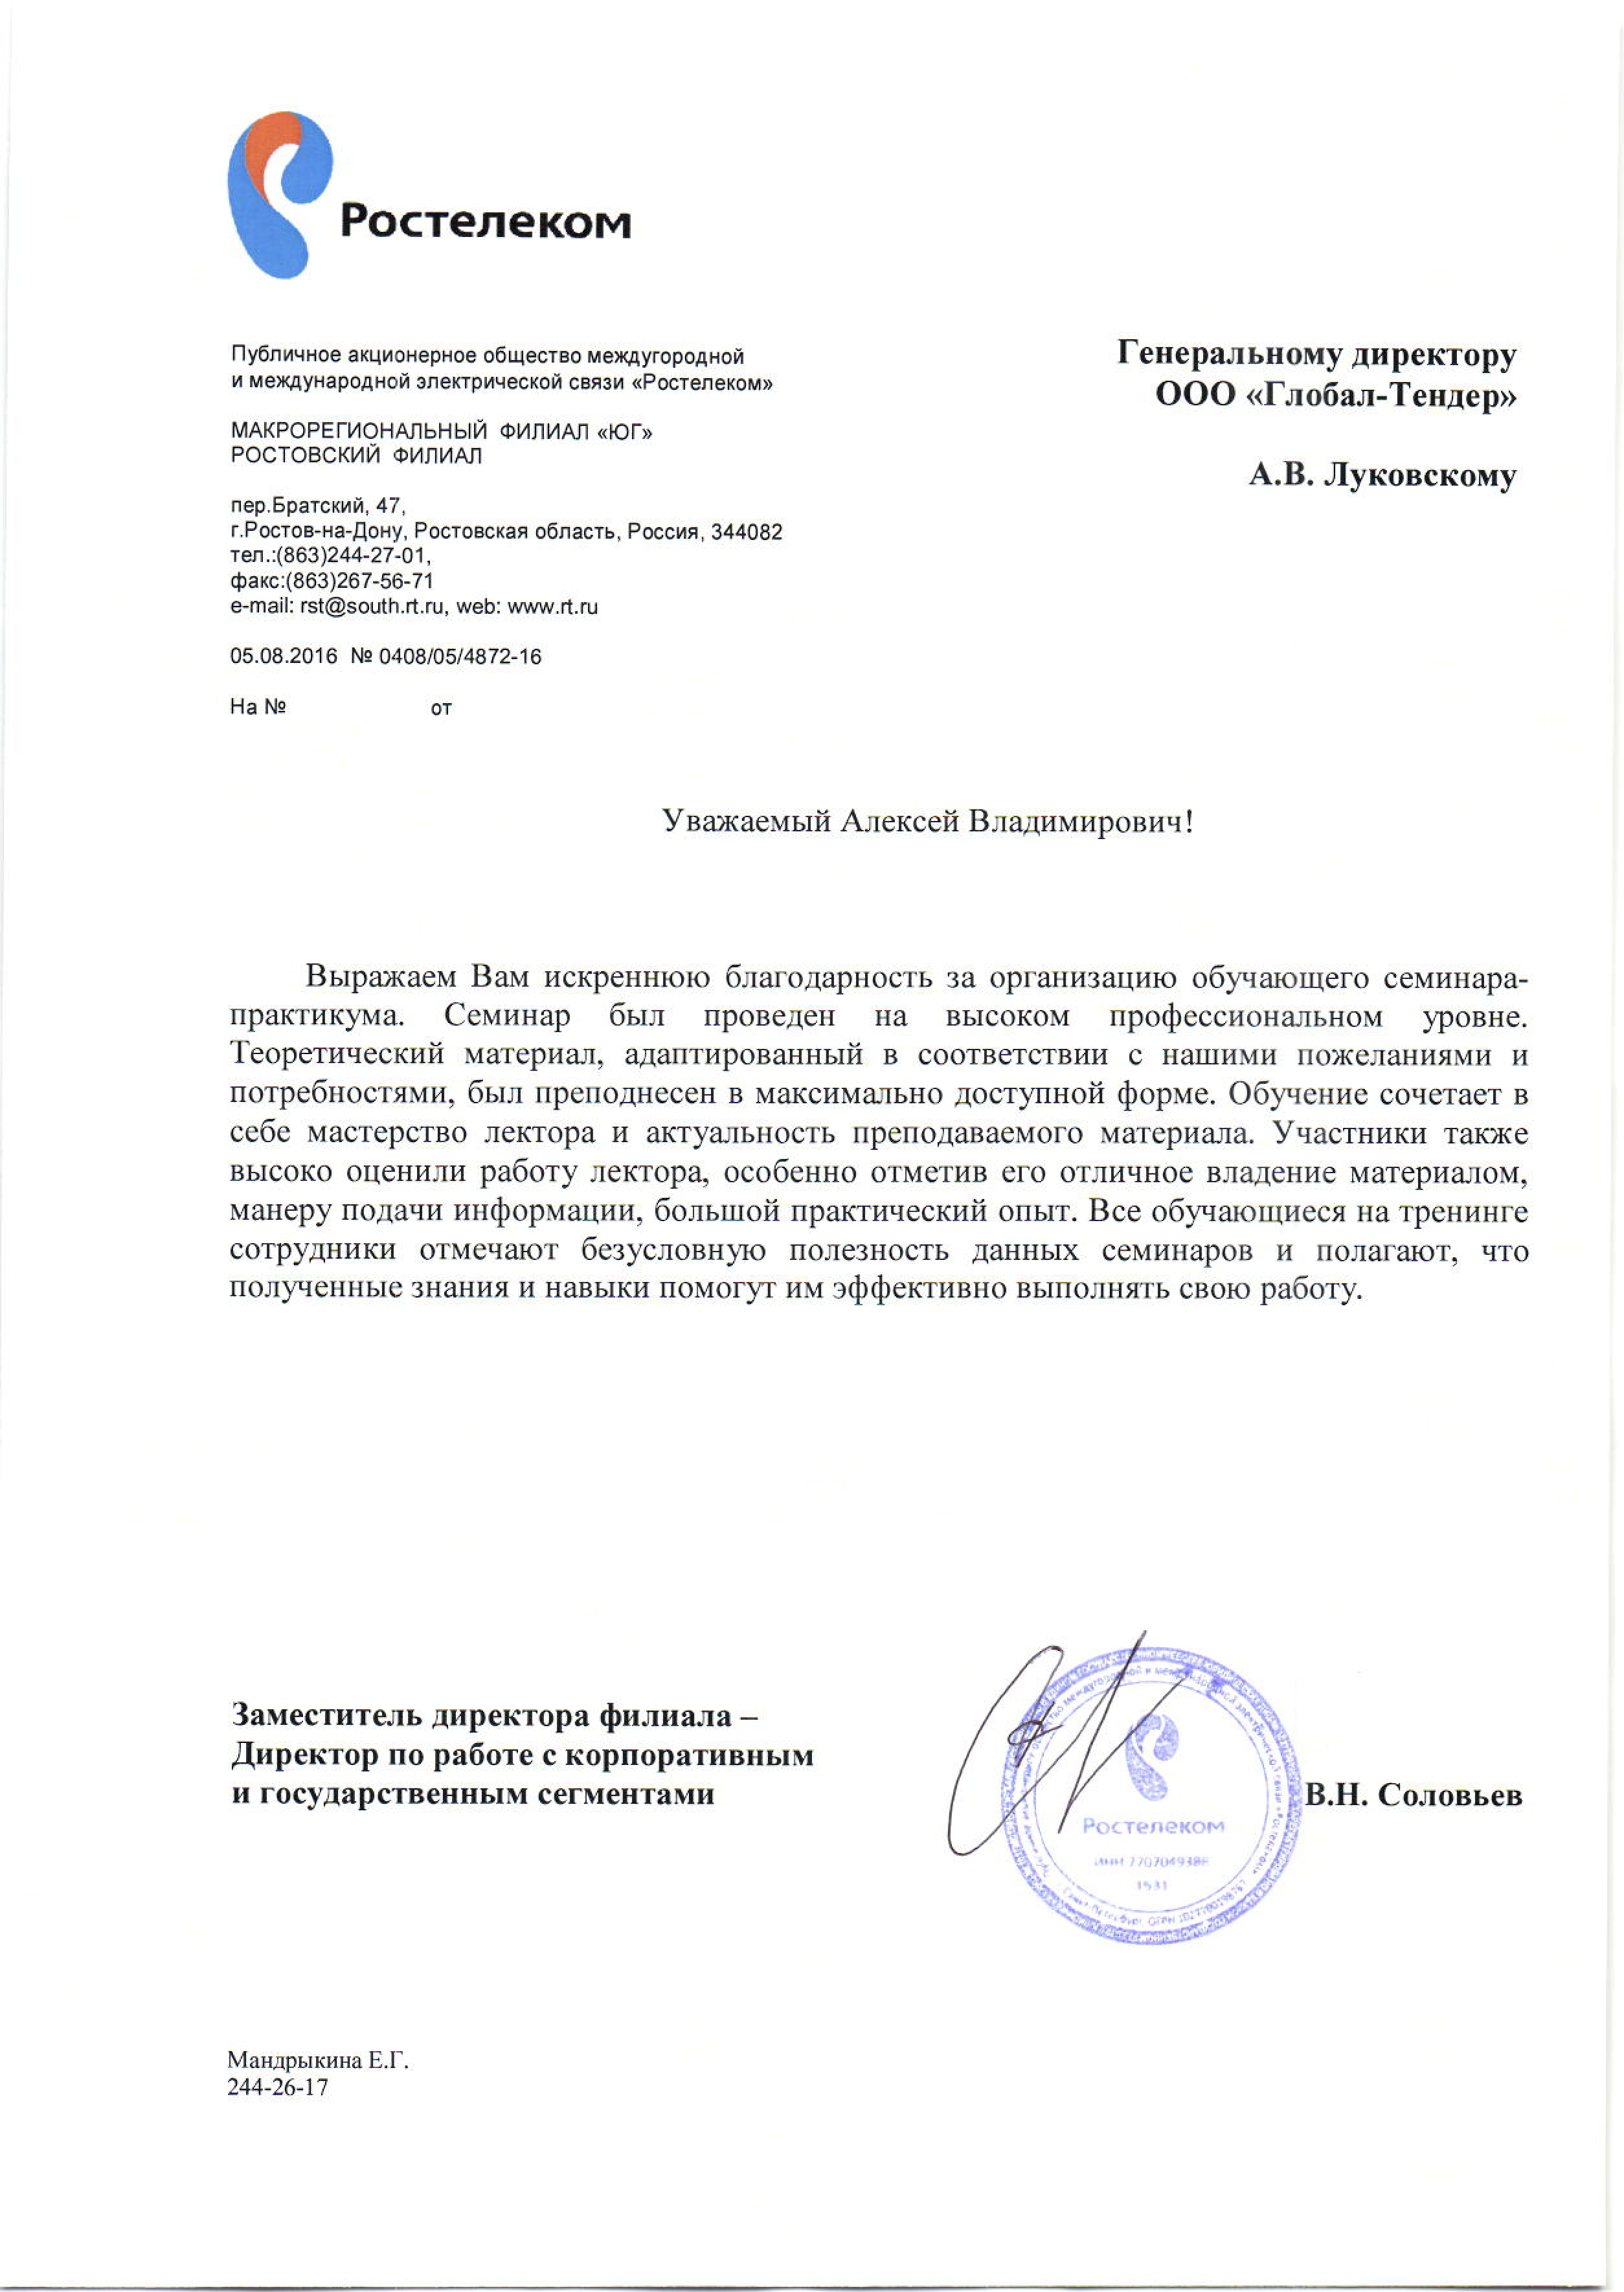 Ростелеком
Публичное акционерное общество междугородной
и международной электрической связи «Ростелеком»
МАКРОРЕГИОНАЛЬНЫЙ ФИЛИАЛ «ЮГ»
РОСТОВСКИЙ ФИЛИАЛ
пер.Братский, 47,
г.Ростов-на-Дону, Ростовская область, Россия, 344082
тел.:(863)244-27-01,
факс:(863)267-56-71
e-mail: rst@south.rt.ru, web: www.rt.ru
05.08.2016 № 0408/05/4872-16
На № от
Генеральному директору
ООО «Глобал-Тендер»
А.В. Луковскому
Уважаемый Алексей Владимирович!
Выражаем Вам искреннюю благодарность за организацию обучающего семинара-
практикума. Семинар был проведен на высоком профессиональном уровне.
Теоретический материал, адаптированный в соответствии с нашими пожеланиями и
потребностями, был преподнесен в максимально доступной форме. Обучение сочетает в
себе мастерство лектора и актуальность преподаваемого материала. Участники также
высоко оценили работу лектора, особенно отметив его отличное владение материалом,
манеру подачи информации, большой практический опыт. Все обучающиеся на тренинге
сотрудники отмечают безусловную полезность данных семинаров и полагают, что
полученные знания и навыки помогут им эффективно выполнять свою работу.
Заместитель директора филиала –
Директор по работе с корпоративным
и государственным сегментами
В.Н. Соловьев
Ростелеком
ИНН 7707049388
1531
Мандрыкина Е.Г.
244-26-17